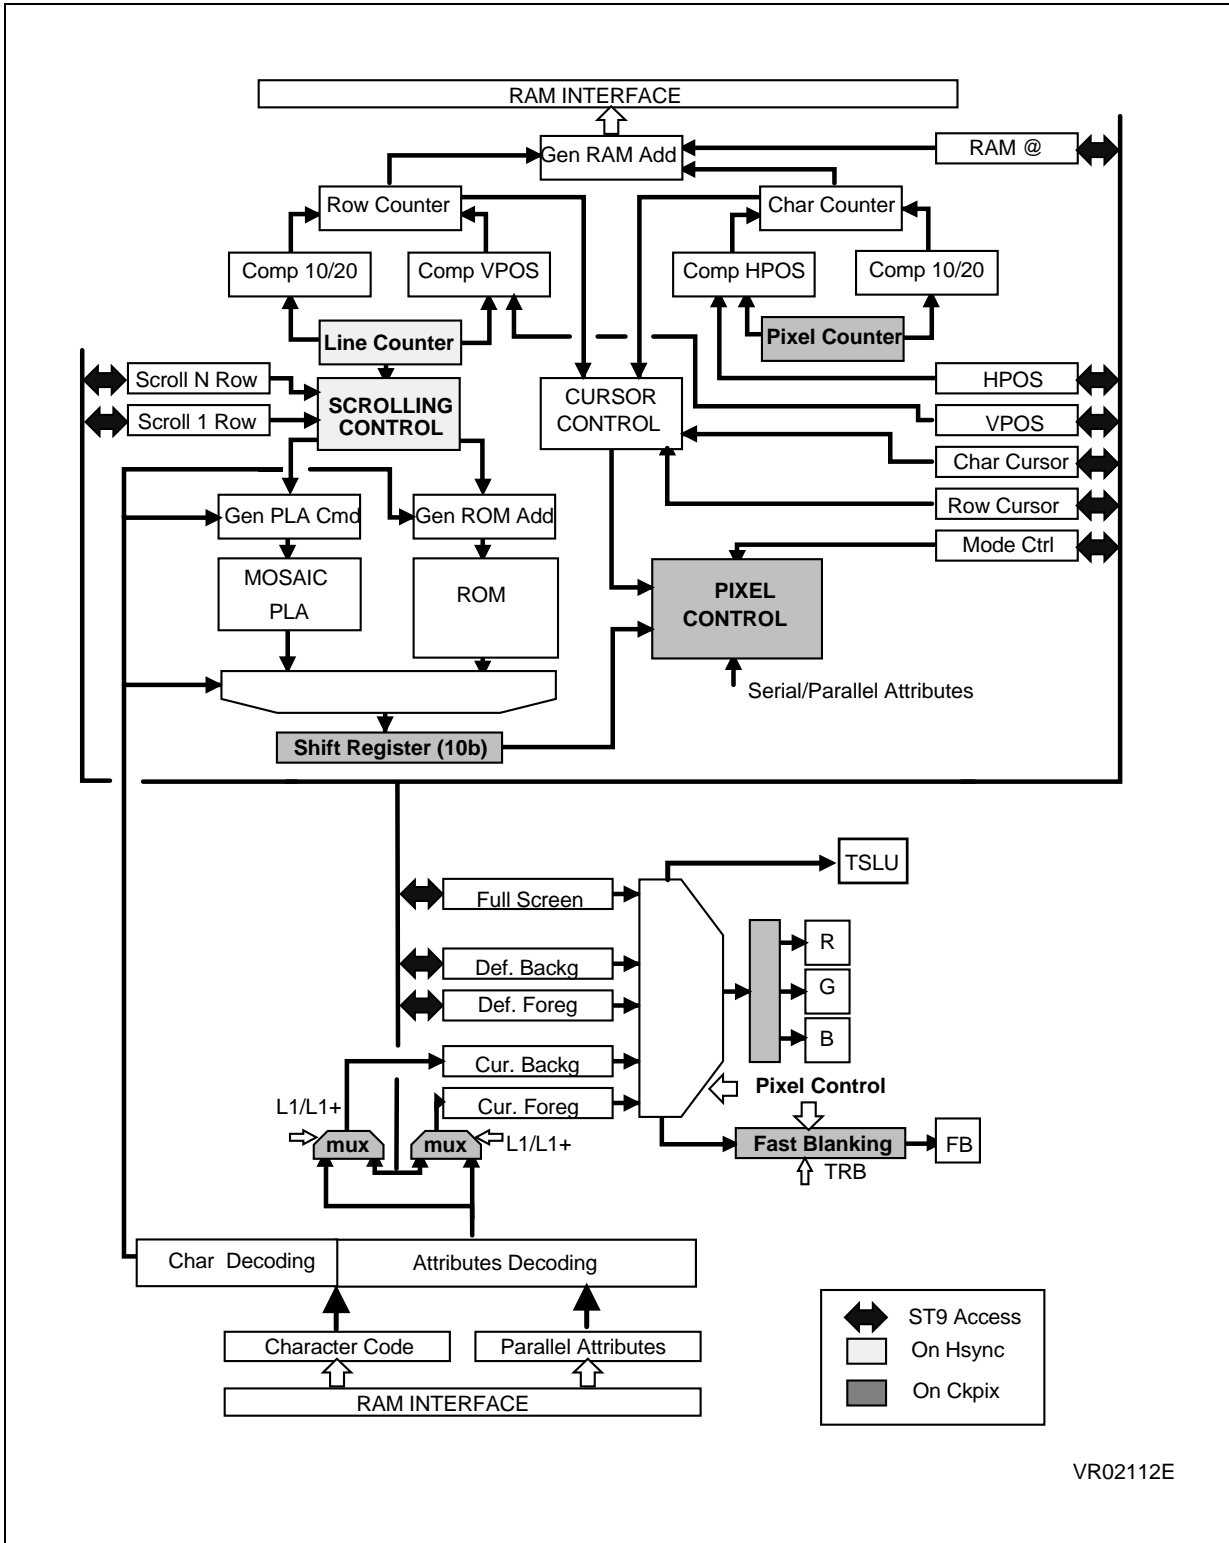 RAM INTERFACE
Gen RAM Add
RAM @
Row Counter
Char Counter
Comp 10/20
Comp VPOS
Comp HPOS
Comp 10/20
Line Counter
Pixel Counter
Scroll N Row
HPOS
SCROLLING
CONTROL
CURSOR
CONTROL
Scroll 1 Row
VPOS
Char Cursor
Gen PLA Cmd
Gen ROM Add
Row Cursor
Mode Ctrl
MOSAIC
PLA
ROM
PIXEL
CONTROL
Serial/Parallel Attributes
Shift Register (10b)
TSLU
Full Screen
R
Def. Backg
G
Def. Foreg
B
Cur. Backg
Pixel Control
L1/L1+
Cur. Foreg
mux
mux
L1/L1+
Fast Blanking
FB
TRB
Char Decoding
Attributes Decoding
Character Code
Parallel Attributes
RAM INTERFACE
ST9 Access
On Hsync
On Ckpix
VR02112E